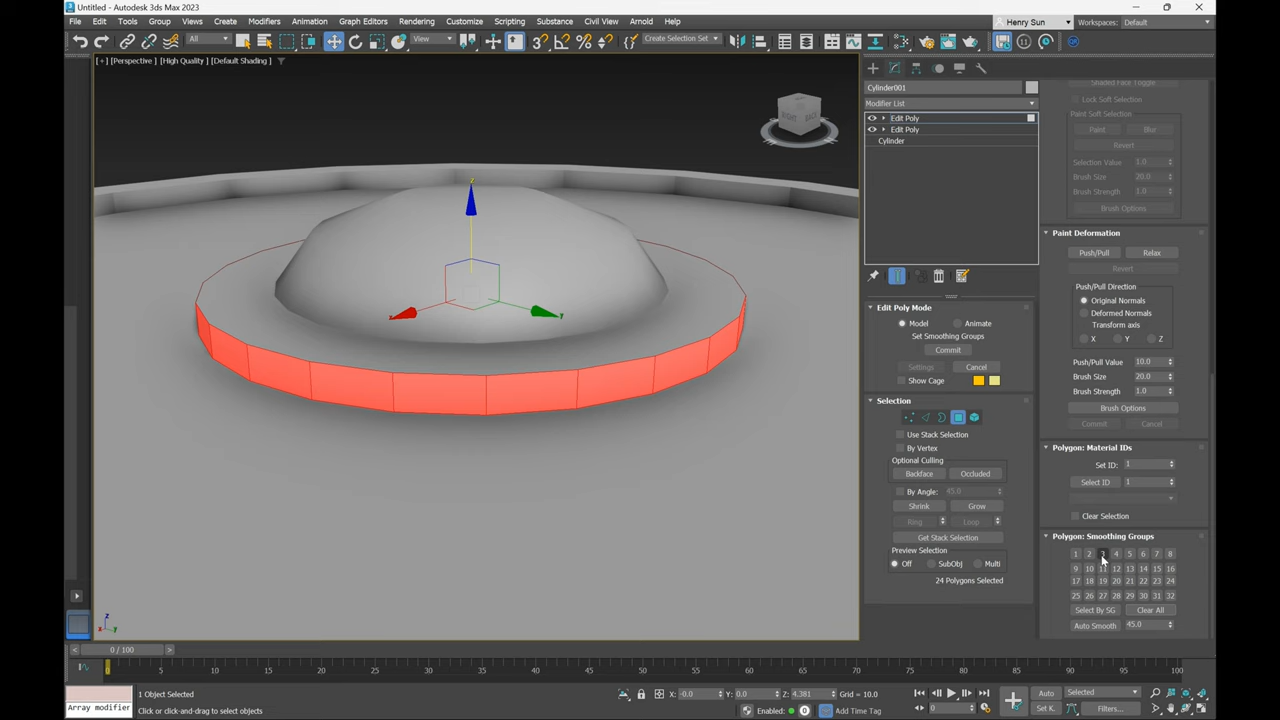 Untitled - Autodesk 3ds Max 2023
File Edit Tools Group Views Create Modifiers Animation Graph Editors Rendering Customize Scripting Substance Civil View Arnold Help
Henry Sun
Workspaces: Default
All
View
Create Selection Set
[+] [Perspective] [High Quality] [Default Shading]
Cylinder001
Modifier List
Edit Poly
Edit Poly
Cylinder
Edit Poly Mode
Model Animate
Set Smoothing Groups
Commit
Settings Cancel
Show Cage
Selection
Use Stack Selection
By Vertex
Optional Culling
Backface Occluded
By Angle: 45.0
Shrink Grow
Ring Loop
Get Stack Selection
Preview Selection
Off SubObj Multi
24 Polygons Selected
Shaded Face Toggle
Lock Soft Selection
Paint Soft Selection
Paint Blur
Revert
Selection Value 1.0
Brush Size 20.0
Brush Strength 1.0
Brush Options
Paint Deformation
Push/Pull Relax
Revert
Push/Pull Direction
Original Normals
Deformed Normals
Transform axis
X Y Z
Push/Pull Value 10.0
Brush Size 20.0
Brush Strength 1.0
Brush Options
Commit Cancel
Polygon: Material IDs
Set ID: 1
Select ID 1
Clear Selection
Polygon: Smoothing Groups
1 2 3 4 5 6 7 8
9 10 11 12 13 14 15 16
17 18 19 20 21 22 23 24
25 26 27 28 29 30 31 32
Select By SG Clear All
Auto Smooth 45.0
z
x
y
z
x y
< 0 / 100 >
0 5 10 15 20 25 30 35 40 45 50 55 60 65 70 75 80 85 90 95 100
Array modifier
1 Object Selected
Click or click-and-drag to select objects
X: -0.0 Y: 0.0 Z: 4.381 Grid = 10.0
Enabled: 0 Add Time Tag
0
Auto Selected
Set K. Filters...